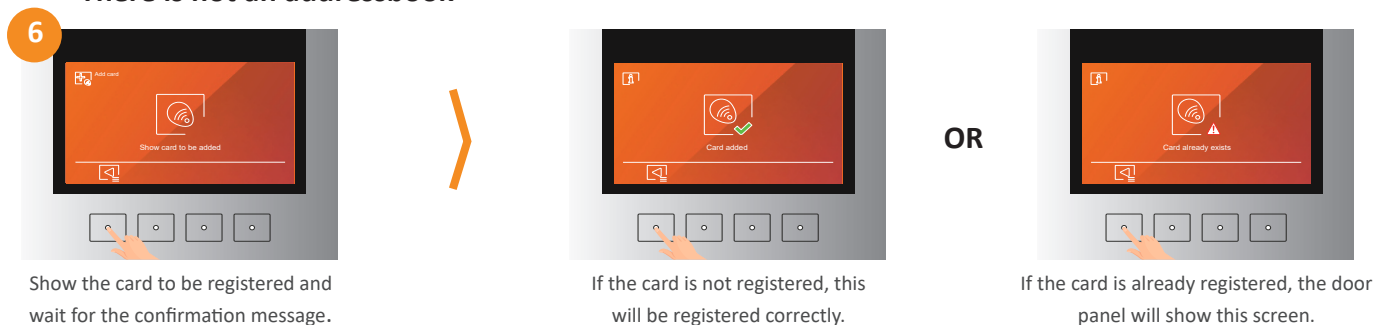 There is not an addressbook
6
Add card
Show card to be added
Card added
OR
Card already exists
Show the card to be registered and
wait for the confirmation message.
If the card is not registered, this
will be registered correctly.
If the card is already registered, the door
panel will show this screen.